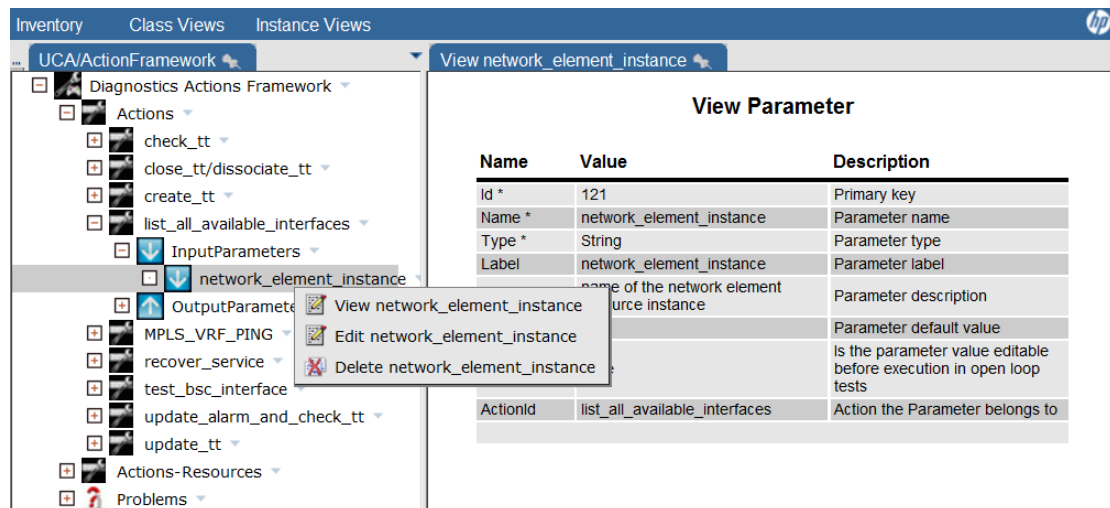 Inventory Class Views Instance Views
hp
... UCA/ActionFramework
Diagnostics Actions Framework
Actions
check_tt
close_tt/dissociate_tt
create_tt
list_all_available_interfaces
InputParameters
network_element_instance
OutputParamete
MPLS_VRF_PING
recover_service
test_bsc_interface
update_alarm_and_check_tt
update_tt
Actions-Resources
Problems
View network_element_instance
Edit network_element_instance
Delete network_element_instance
View network_element_instance
View Parameter
Name Value Description
Id * 121 Primary key
Name * network_element_instance Parameter name
Type * String Parameter type
Label network_element_instance Parameter label
name of the network element
source instance Parameter description
Parameter default value
Is the parameter value editable
before execution in open loop
tests
ActionId list_all_available_interfaces Action the Parameter belongs to